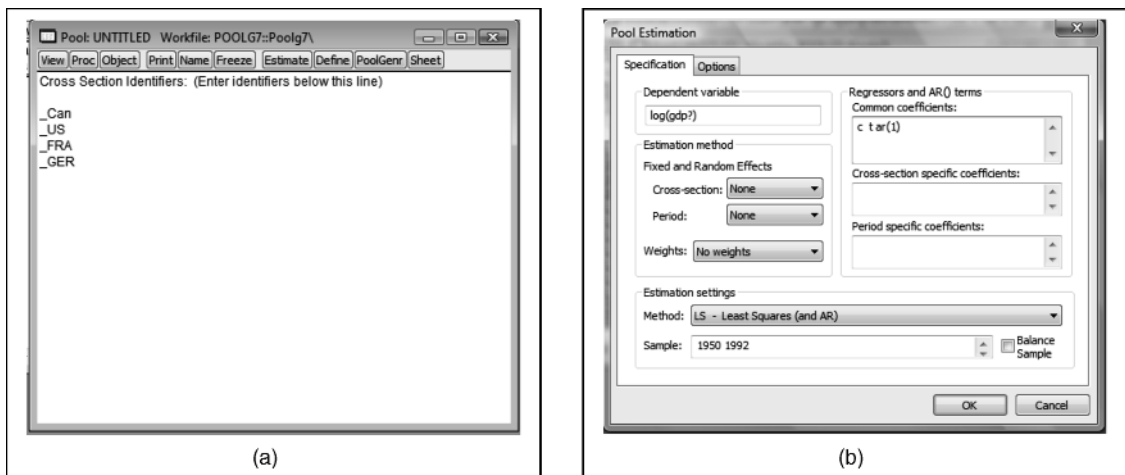 Pool: UNTITLED Workfile: POOLG7::Poolg7\
View Proc Object Print Name Freeze Estimate Define PoolGenr Sheet
Cross Section Identifiers: (Enter identifiers below this line)
_Can
_US
_FRA
_GER
(a)
Pool Estimation
Specification Options
Dependent variable
log(gdp?)
Estimation method
Fixed and Random Effects
Cross-section: None
Period: None
Weights: No weights
Regressors and AR() terms
Common coefficients:
c t ar(1)
Cross-section specific coefficients:
Period specific coefficients:
Estimation settings
Method: LS - Least Squares (and AR)
Sample: 1950 1992
Balance
Sample
OK Cancel
(b)